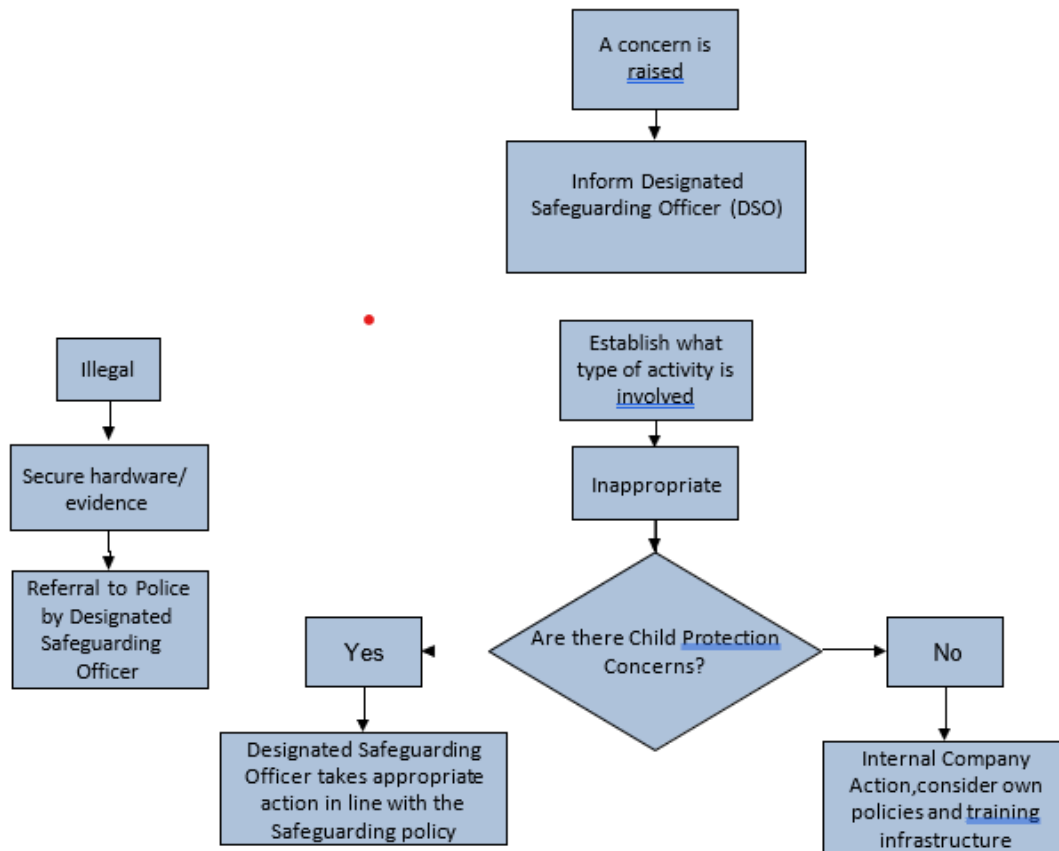 A concern is
raised
Inform Designated
Safeguarding Officer (DSO)
Establish what
type of activity is
involved
Illegal
Secure hardware/
evidence
Inappropriate
Referral to Police
by Designated
Safeguarding
Officer
Are there Child Protection
Concerns?
Yes
No
Designated Safeguarding
Officer takes appropriate
action in line with the
Safeguarding policy
Internal Company
Action,consider own
policies and training
infrastructure